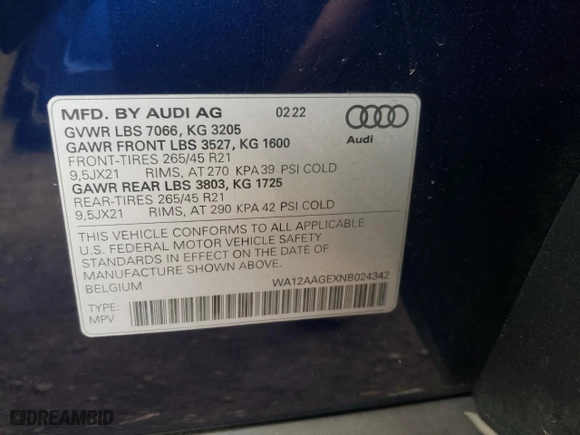 MFD. BY AUDI AG 02 22
GVWR LBS 7066, KG 3205
GAWR FRONT LBS 3527, KG 1600
Audi
FRONT-TIRES 265/45 R21
9,5JX21 RIMS, AT 270 KPA 39 PSI COLD
GAWR REAR LBS 3803, KG 1725
REAR-TIRES 265/45 R21
9,5JX21 RIMS, AT 290 KPA 42 PSI COLD
THIS VEHICLE CONFORMS TO ALL APPLICABLE
U.S. FEDERAL MOTOR VEHICLE SAFETY
STANDARDS IN EFFECT ON THE DATE OF
MANUFACTURE SHOWN ABOVE.
BELGIUM WA12AAGEXNB024342
TYPE:
MPV
DREAMBID